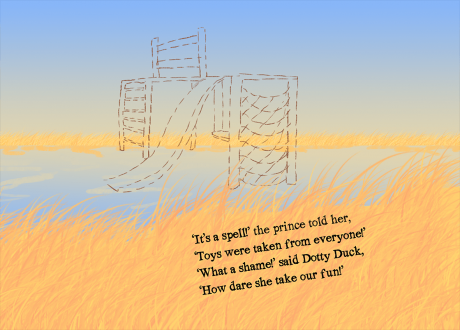 ‘It’s a spell!’ the prince told her,
‘Toys were taken from everyone!’
‘What a shame!’ said Dotty Duck,
‘How dare she take our fun!’